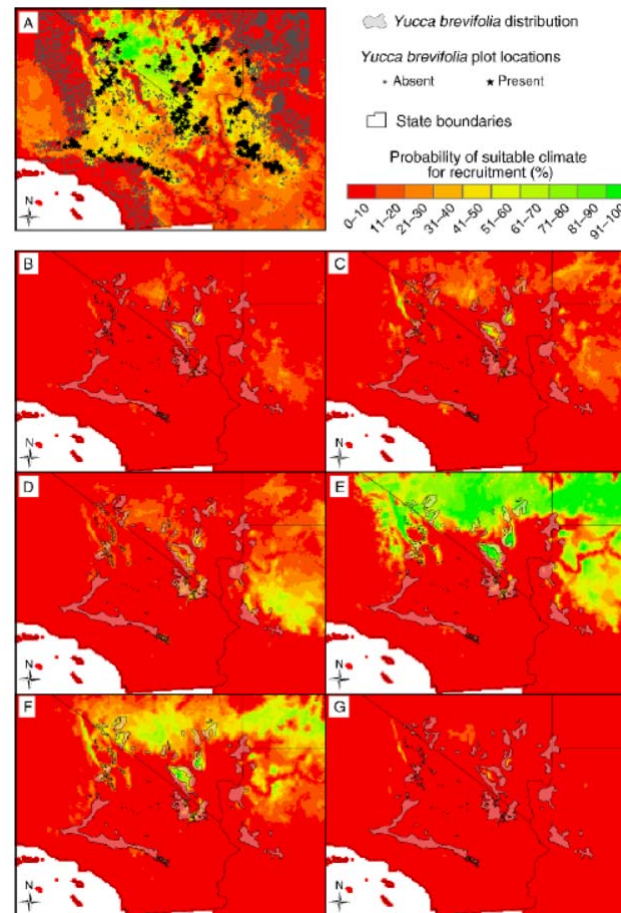 A
Yucca brevifolia distribution
Yucca brevifolia plot locations
Absent
Present
State boundaries
Probability of suitable climate
for recruitment (%)
0–10
11–20
21–30
31–40
41–50
51–60
61–70
71–80
81–90
91–100
N
B
C
N
N
D
E
N
N
F
G
N
N